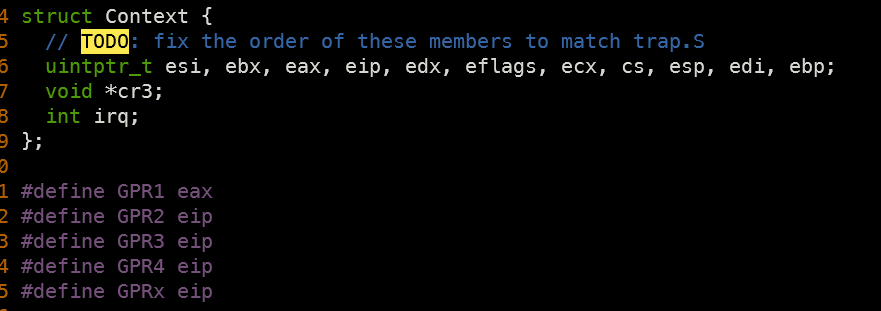 4 struct Context {
5   // TODO: fix the order of these members to match trap.S
6   uintptr_t esi, ebx, eax, eip, edx, eflags, ecx, cs, esp, edi, ebp;
7   void *cr3;
8   int irq;
9 };
0
1 #define GPR1 eax
2 #define GPR2 eip
3 #define GPR3 eip
4 #define GPR4 eip
5 #define GPRx eip